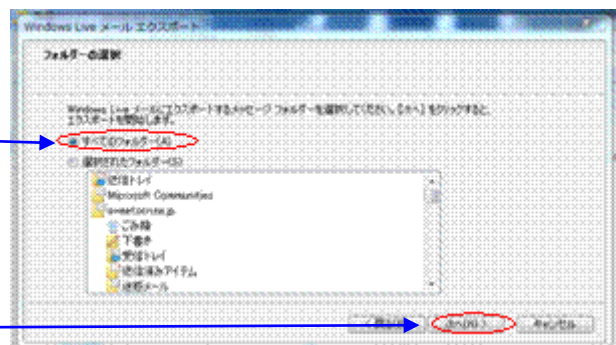 Windows Live メール エクスポート
フォルダーの選択
Windows Live メールにエクスポートするメッセージ フォルダーを選択してください。[次へ] をクリックすると、
エクスポートを開始します。
すべてのフォルダー(A)
選択されたフォルダー(S)
送信トレイ
Microsoft Communities
ごみ箱
下書き
受信トレイ
送信済みアイテム
迷惑メール
次へ(N) >
キャンセル